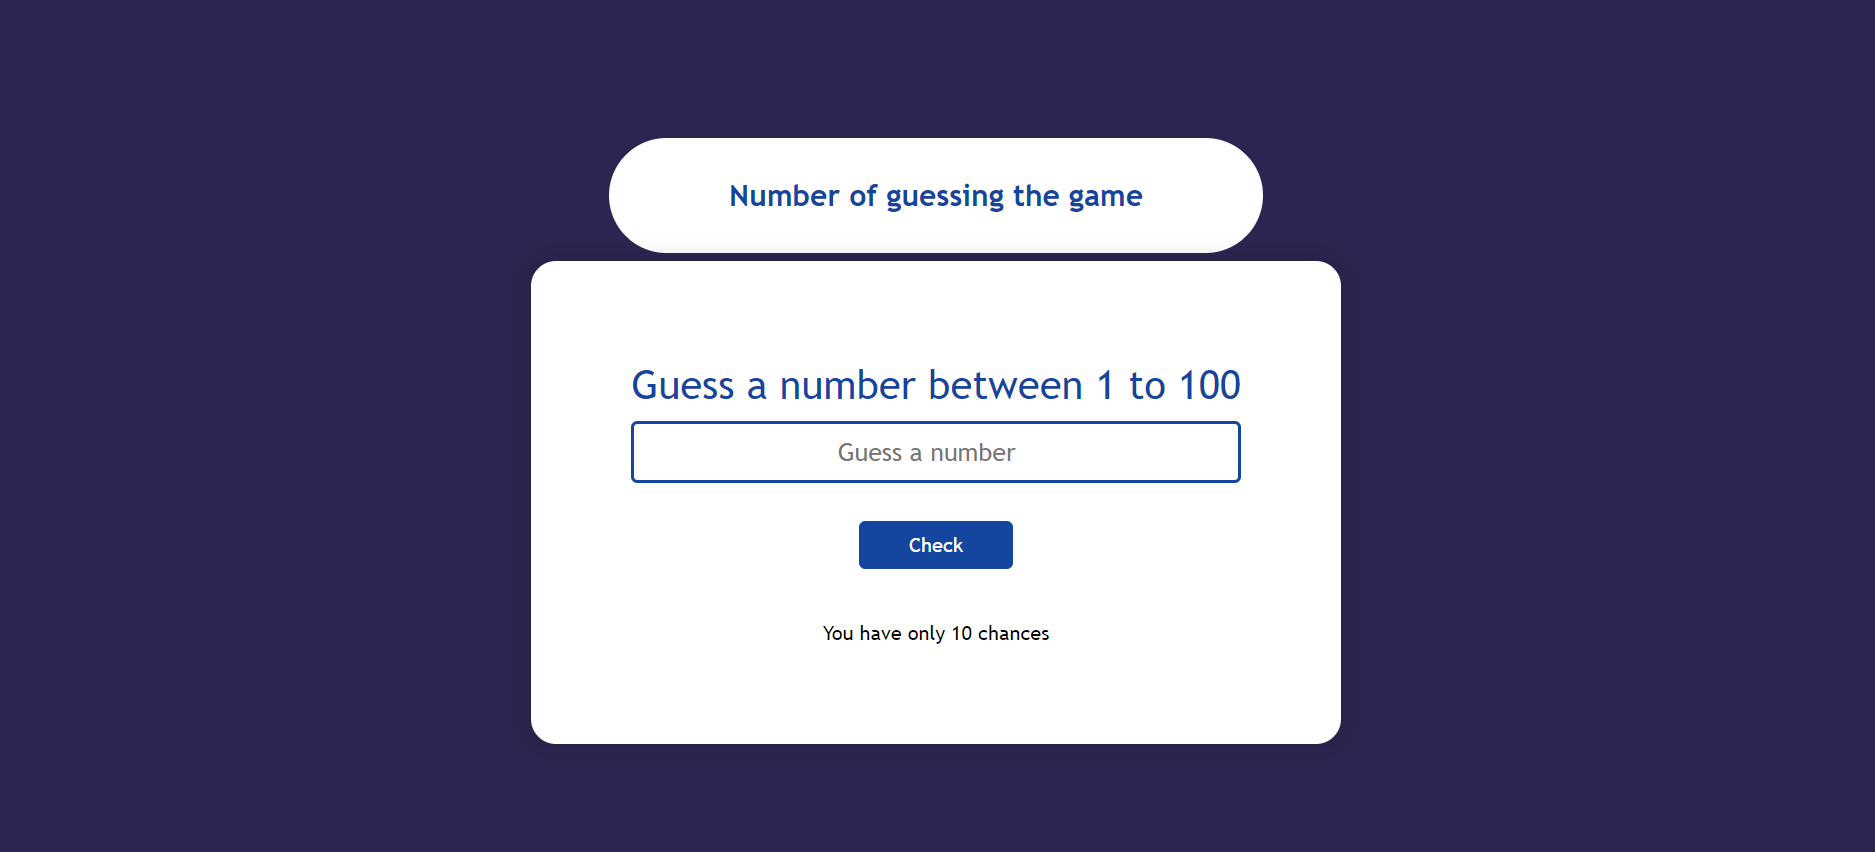 Number of guessing the game
Guess a number between 1 to 100
Guess a number
Check
You have only 10 chances